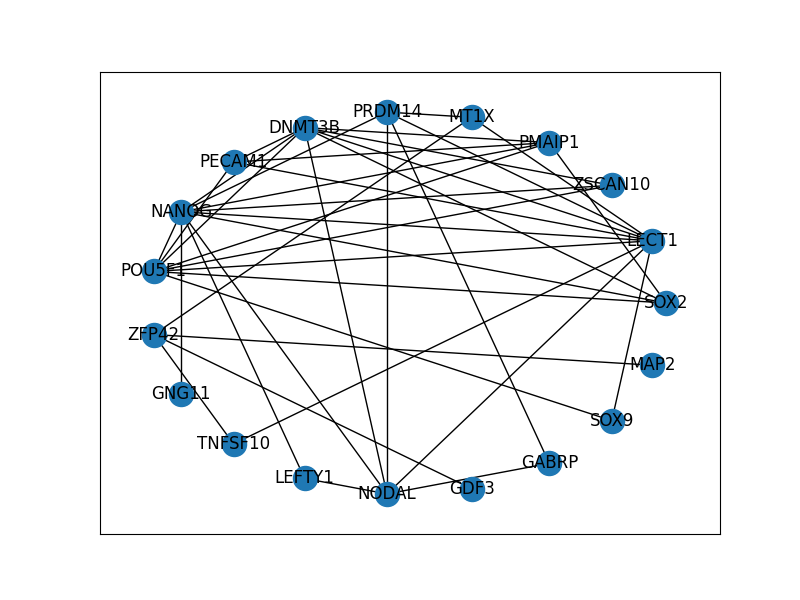 PRDM14
MT1X
DNMT3B
PMAIP1
PECAM1
ZSCAN10
NANOG
LECT1
POU5F1
SOX2
ZFP42
MAP2
GNG11
SOX9
TNFSF10
GABRP
LEFTY1
GDF3
NODAL